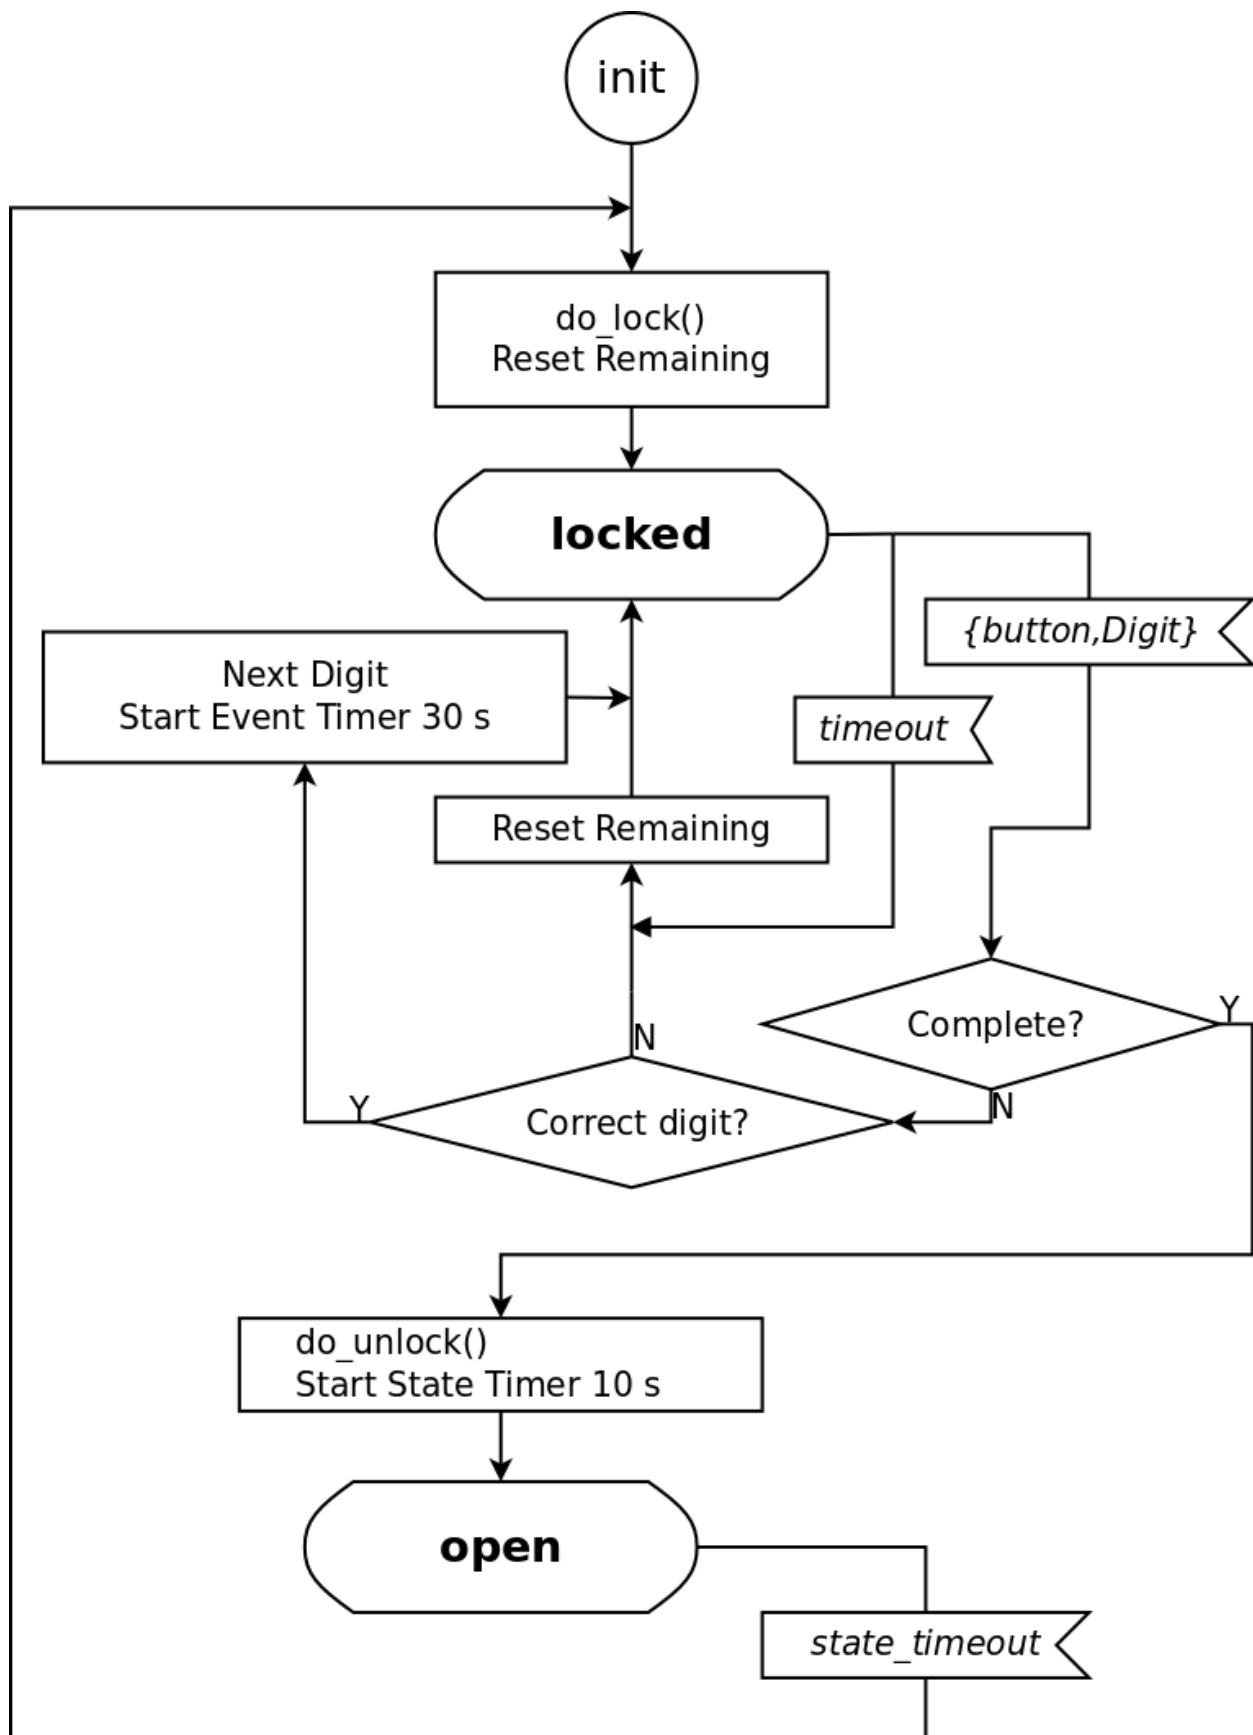 init
do_lock()
Reset Remaining
locked
{button,Digit}
Next Digit
Start Event Timer 30 s
timeout
Reset Remaining
Complete?
Y
N
N
Y
Correct digit?
do_unlock()
Start State Timer 10 s
open
state_timeout